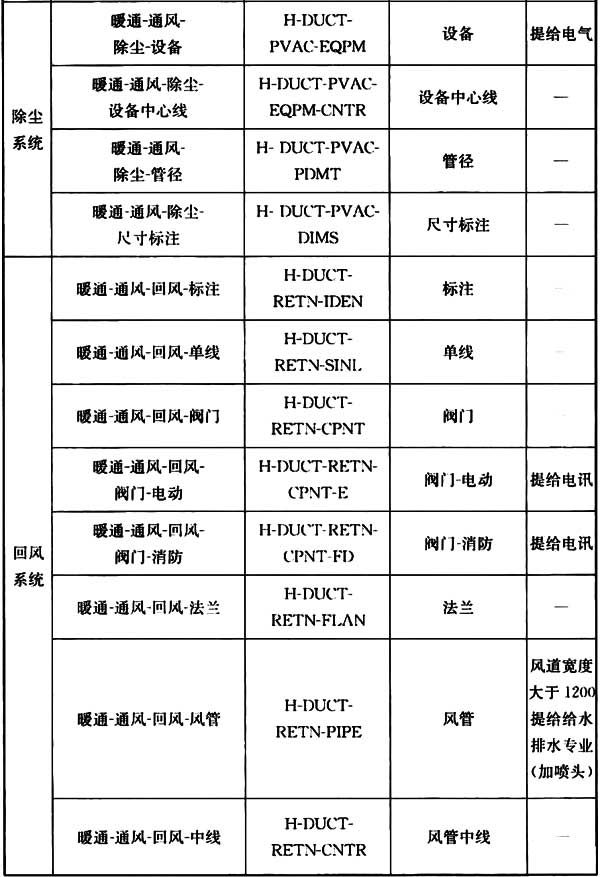 除尘
系统
暖通-通风-
除尘-设备
H-DUCT-
PVAC-EQPM
设备
提给电气
暖通-通风-除尘-
设备中心线
H-DUCT-PVAC-
EQPM-CNTR
设备中心线
—
暖通-通风-
除尘-管径
H- DUCT-PVAC-
PDMT
管径
—
暖通-通风-除尘-
尺寸标注
H- DUCT-PVAC-
DIMS
尺寸标注
—
回风
系统
暖通-通风-回风-标注
H-DUCT-
RETN-IDEN
标注
—
暖通-通风-回风-单线
H-DUCT-
RETN-SINL
单线
—
暖通-通风-回风-阀门
H-DUCT-
RETN-CPNT
阀门
—
暖通-通风-回风-
阀门-电动
H-DUCT-RETN-
CPNT-E
阀门-电动
提给电讯
暖通-通风-回风-
阀门-消防
H-DUCT-RETN-
CPNT-FD
阀门-消防
提给电讯
暖通-通风-回风-法兰
H-DUCT-
RETN-FLAN
法兰
—
暖通-通风-回风-风管
H-DUCT-
RETN-PIPE
风管
风道宽度
大于1200
提给给水
排水专业
(加喷头)
暖通-通风-回风-中线
H-DUCT-
RETN-CNTR
风管中线
—